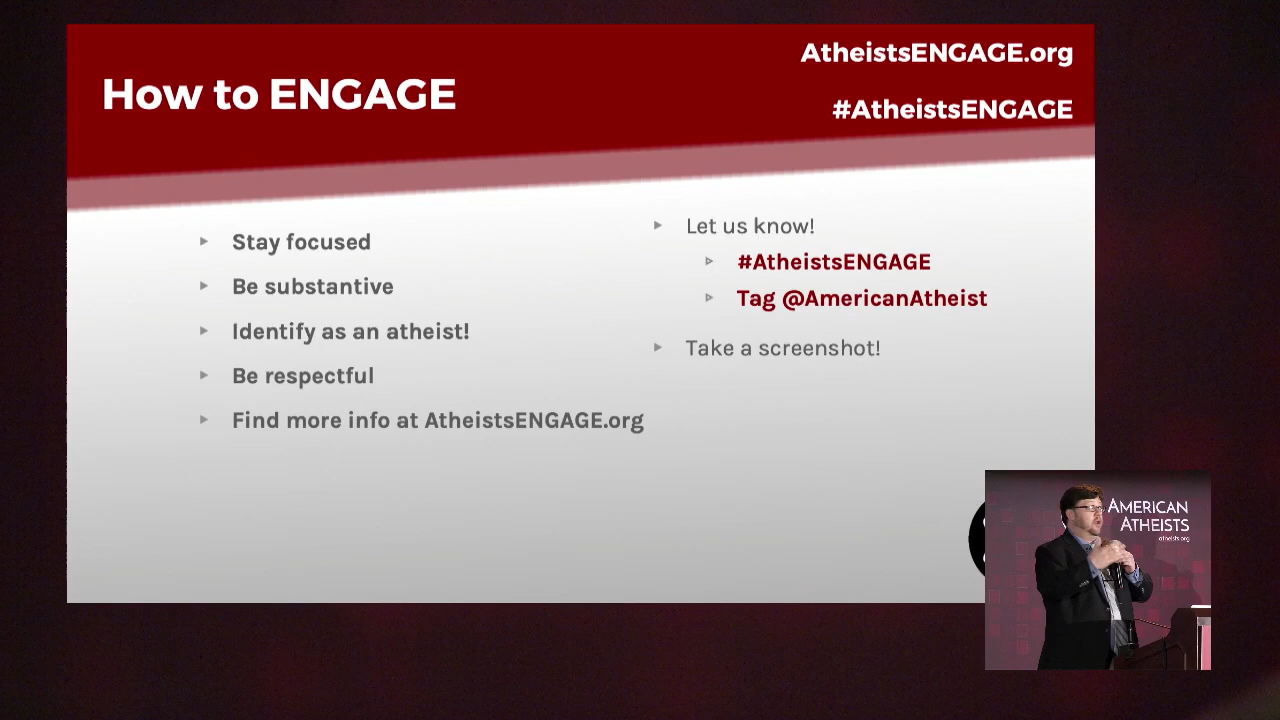 How to ENGAGE
AtheistsENGAGE.org
#AtheistsENGAGE
Stay focused
Be substantive
Identify as an atheist!
Be respectful
Find more info at AtheistsENGAGE.org
Let us know!
#AtheistsENGAGE
Tag @AmericanAtheist
Take a screenshot!
AMERICAN
ATHEISTS
atheists.org